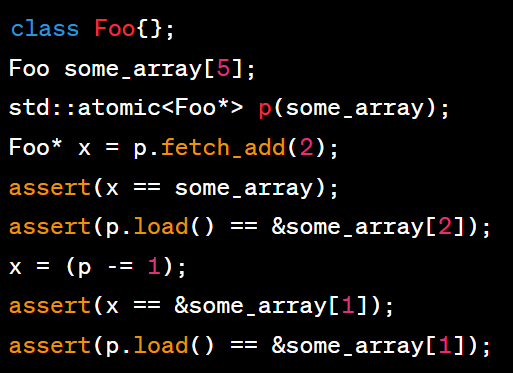 class Foo{};
Foo some_array[5];
std::atomic<Foo*> p(some_array);
Foo* x = p.fetch_add(2);
assert(x == some_array);
assert(p.load() == &some_array[2]);
x = (p -= 1);
assert(x == &some_array[1]);
assert(p.load() == &some_array[1]);